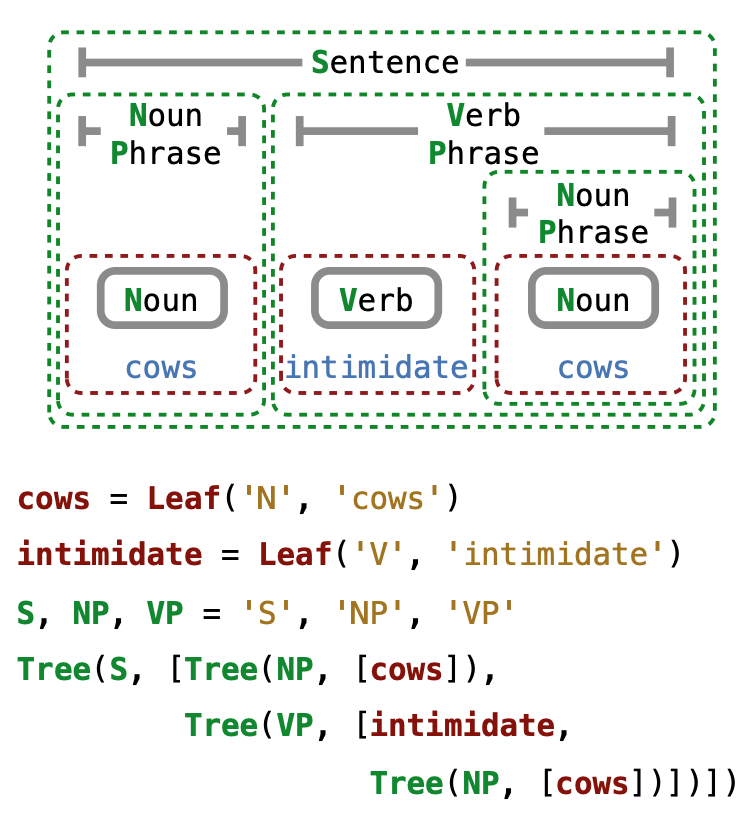 Sentence
Noun Phrase
Verb Phrase
Noun Phrase
Noun
Verb
Noun
cows
intimidate
cows
cows = Leaf('N', 'cows')
intimidate = Leaf('V', 'intimidate')
S, NP, VP = 'S', 'NP', 'VP'
Tree(S, [Tree(NP, [cows]),
Tree(VP, [intimidate,
Tree(NP, [cows])])])